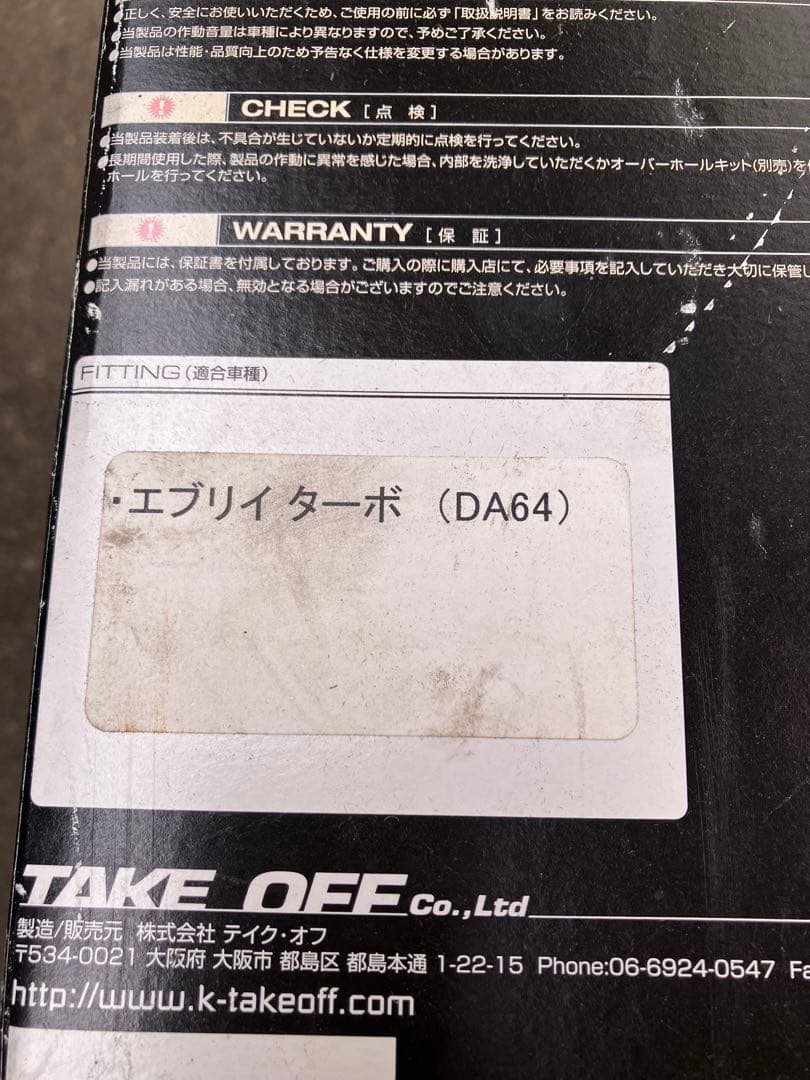 ●正しく、安全にお使いいただくため、ご使用の前に必ず「取扱説明書」をお読みください。
●当製品の作動音量は車種により異なりますので、予めご了承ください。
●当製品は性能・品質向上のため予告なく仕様を変更する場合があります。
! CHECK [点 検]
●当製品装着後は、不具合が生じていないか定期的に点検を行ってください。
●長期間使用した際、製品の作動に異常を感じた場合、内部を洗浄していただくかオーバーホールキット(別売)を
ホールを行ってください。
! WARRANTY [保 証]
●当製品には、保証書を付属しております。ご購入の際に購入店にて、必要事項を記入していただき大切に保管し
●記入漏れがある場合、無効となる場合がございますのでご注意ください。
FITTING(適合車種)
・エブリイ ターボ (DA64)
TAKE OFF Co.,Ltd
製造/販売元 株式会社 テイク・オフ
〒534-0021 大阪府 大阪市 都島区 都島本通 1-22-15 Phone:06-6924-0547 Fa
http://www.k-takeoff.com